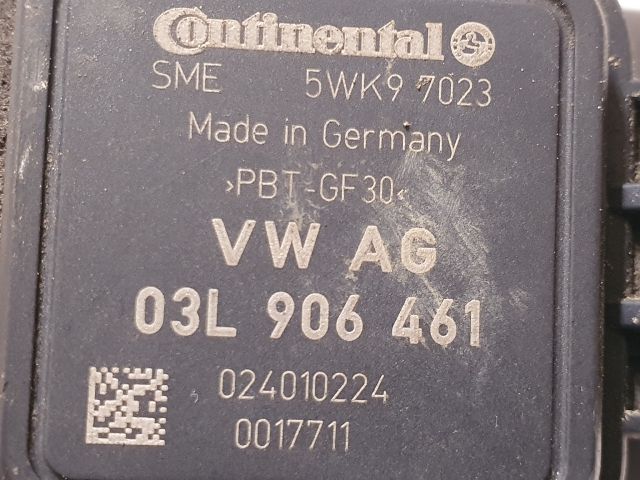 Continental
SME 5WK9 7023
Made in Germany
>PBT-GF30<
VW AG
03L 906 461
024010224
0017711